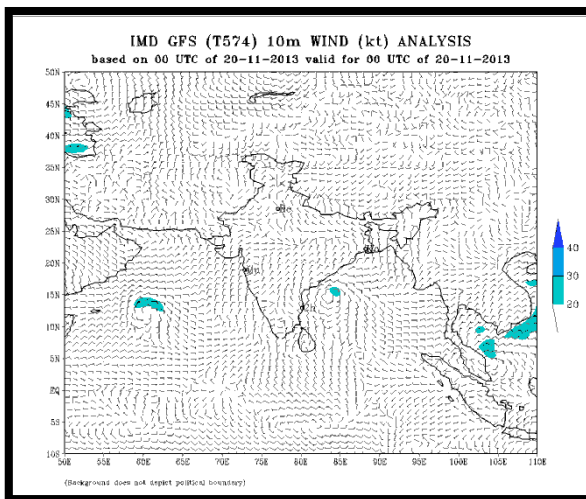 IMD GFS (T574) 10m WIND (kt) ANALYSIS
based on 00 UTC of 20-11-2013 valid for 00 UTC of 20-11-2013
50N
45N
40N
35N
30N
25N
20N
15N
10N
5N
EQ
5S
10S
50E 55E 60E 65E 70E 75E 80E 85E 90E 95E 100E 105E 110E
40
30
20
(Background does not depict political boundary)